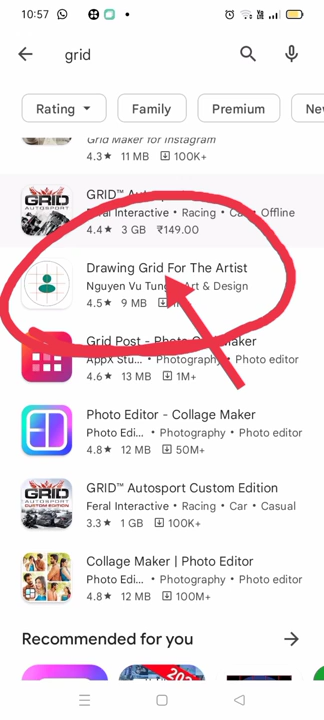 10:57
grid
Rating
Family
Premium
Grid Maker for Instagram
4.3★ 11 MB 100K+
GRID™
Feral Interactive • Racing • Offline
4.4★ 3 GB ₹149.00
Drawing Grid For The Artist
Nguyen Vu Tung Art & Design
4.5★ 9 MB
Grid Post - Photo Grid Maker
AppX Stu... • Photography • Photo editor
4.6★ 13 MB 1M+
Photo Editor - Collage Maker
Photo Edi... • Photography • Photo editor
4.8★ 12 MB 50M+
GRID™ Autosport Custom Edition
Feral Interactive • Racing • Car • Casual
3.3★ 1 GB 100K+
Collage Maker | Photo Editor
Photo Edi... • Photography • Photo editor
4.8★ 12 MB 100M+
Recommended for you